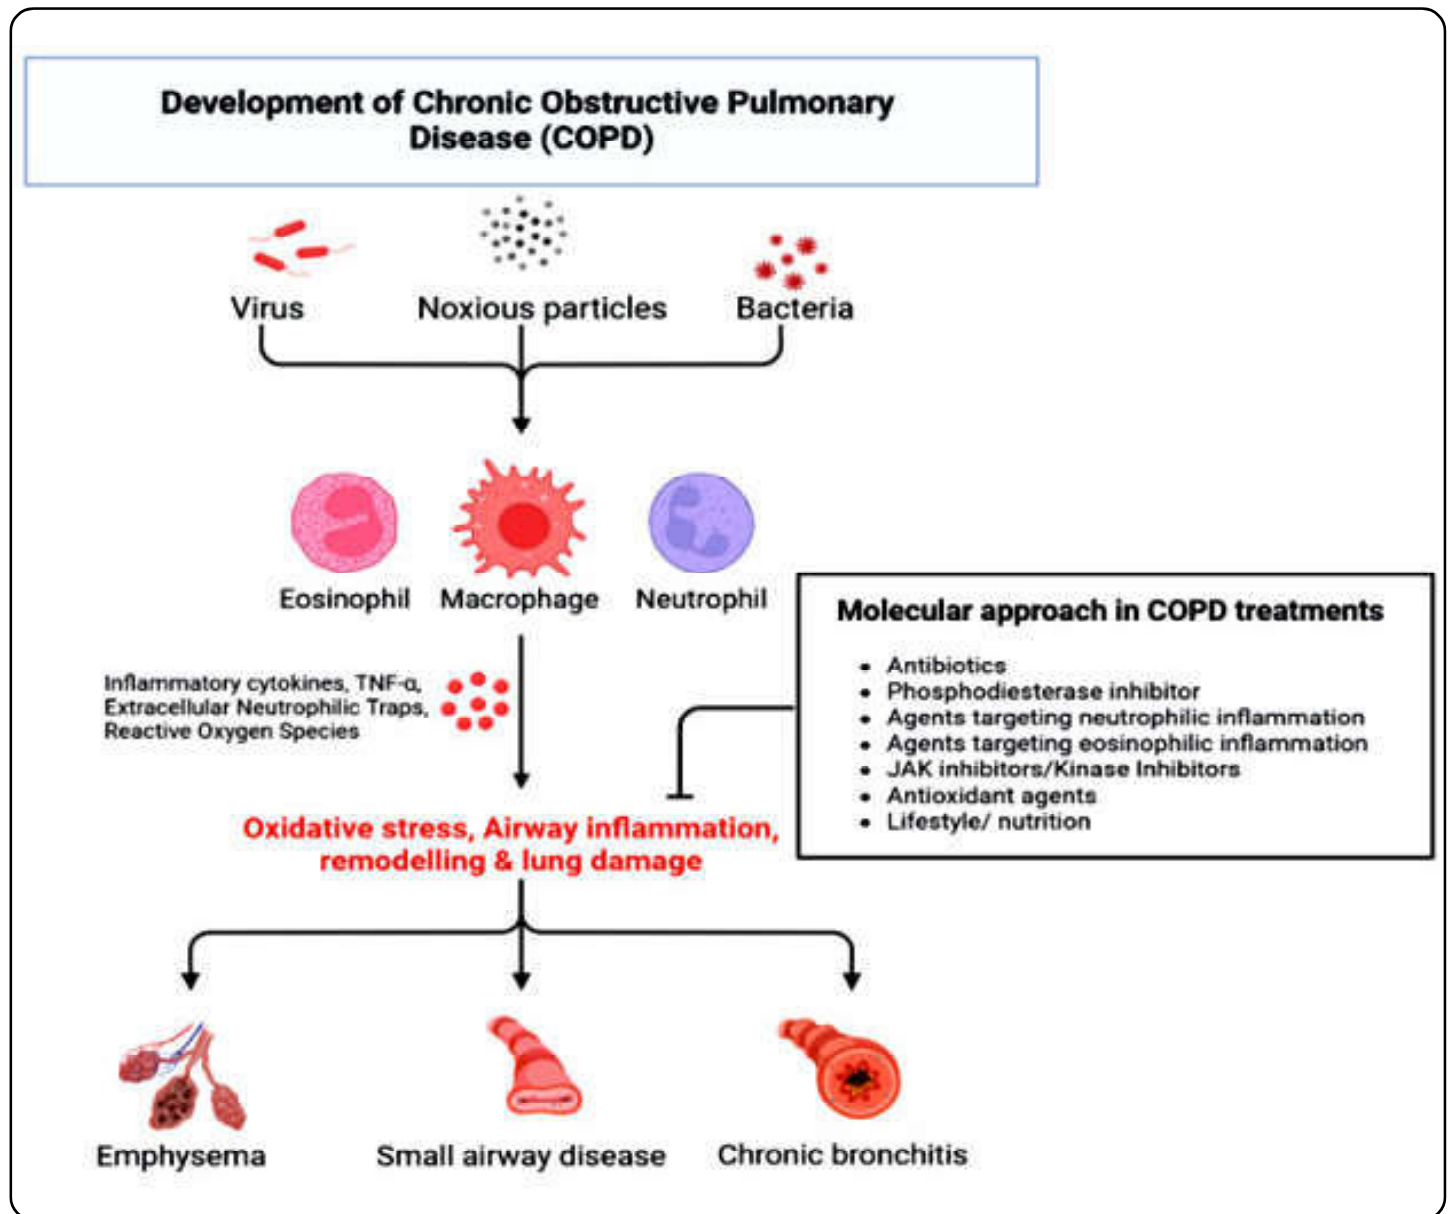 Development of Chronic Obstructive Pulmonary
Disease (COPD)
Virus
Noxious particles
Bacteria
Eosinophil
Macrophage
Neutrophil
Inflammatory cytokines, TNF-α,
Extracellular Neutrophilic Traps,
Reactive Oxygen Species
Molecular approach in COPD treatments
• Antibiotics
• Phosphodiesterase inhibitor
• Agents targeting neutrophilic inflammation
• Agents targeting eosinophilic inflammation
• JAK inhibitors/Kinase Inhibitors
• Antioxidant agents
• Lifestyle/ nutrition
Oxidative stress, Airway inflammation,
remodelling & lung damage
Emphysema
Small airway disease
Chronic bronchitis